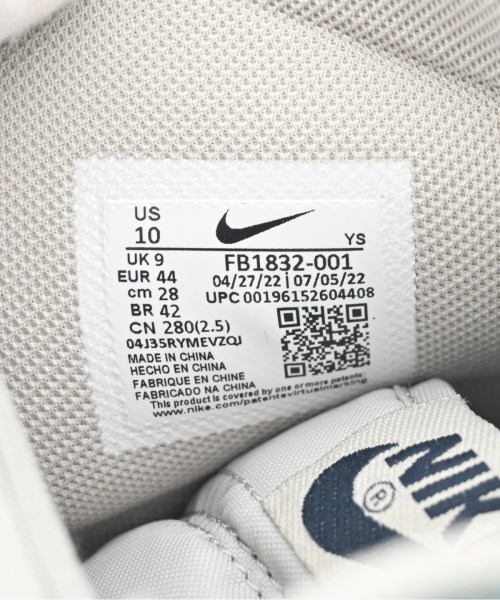 US
10
YS
UK 9
EUR 44
cm 28
BR 42
CN 280(2.5)
FB1832-001
04/27/22 | 07/05/22
UPC 00196152604408
04J35RYMEVZQJ
MADE IN CHINA
HECHO EN CHINA
FABRIQUE EN CHINE
FABRICADO NA CHINA
This product is covered by one or more patents:
www.nike.com/patentsvirtualmarking
NIK
®